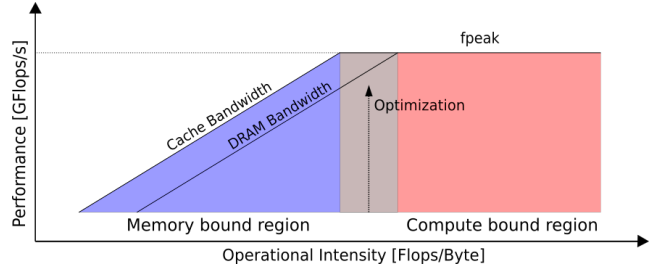 fpeak
Performance [GFlops/s]
Cache Bandwidth
DRAM Bandwidth
Optimization
Memory bound region
Compute bound region
Operational Intensity [Flops/Byte]